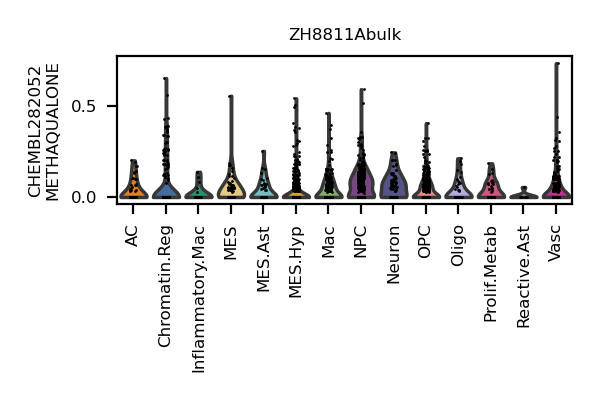 ZH8811Abulk
CHEMBL282052
METHAQUALONE
0.5
0.0
AC
Chromatin.Reg
Inflammatory.Mac
MES
MES.Ast
MES.Hyp
Mac
NPC
Neuron
OPC
Oligo
Prolif.Metab
Reactive.Ast
Vasc